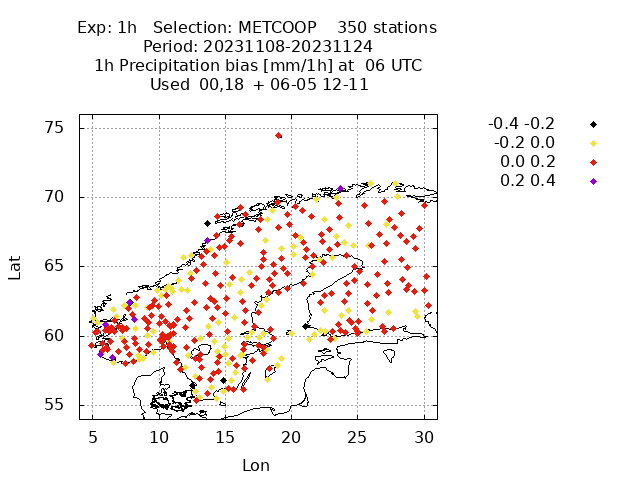 Exp: 1h   Selection: METCOOP    350 stations
Period: 20231108-20231124
1h Precipitation bias [mm/1h] at  06 UTC
Used 00,18  + 06-05 12-11
-0.4 -0.2
-0.2 0.0
0.0 0.2
0.2 0.4
75
70
65
60
55
Lat
5 10 15 20 25 30
Lon